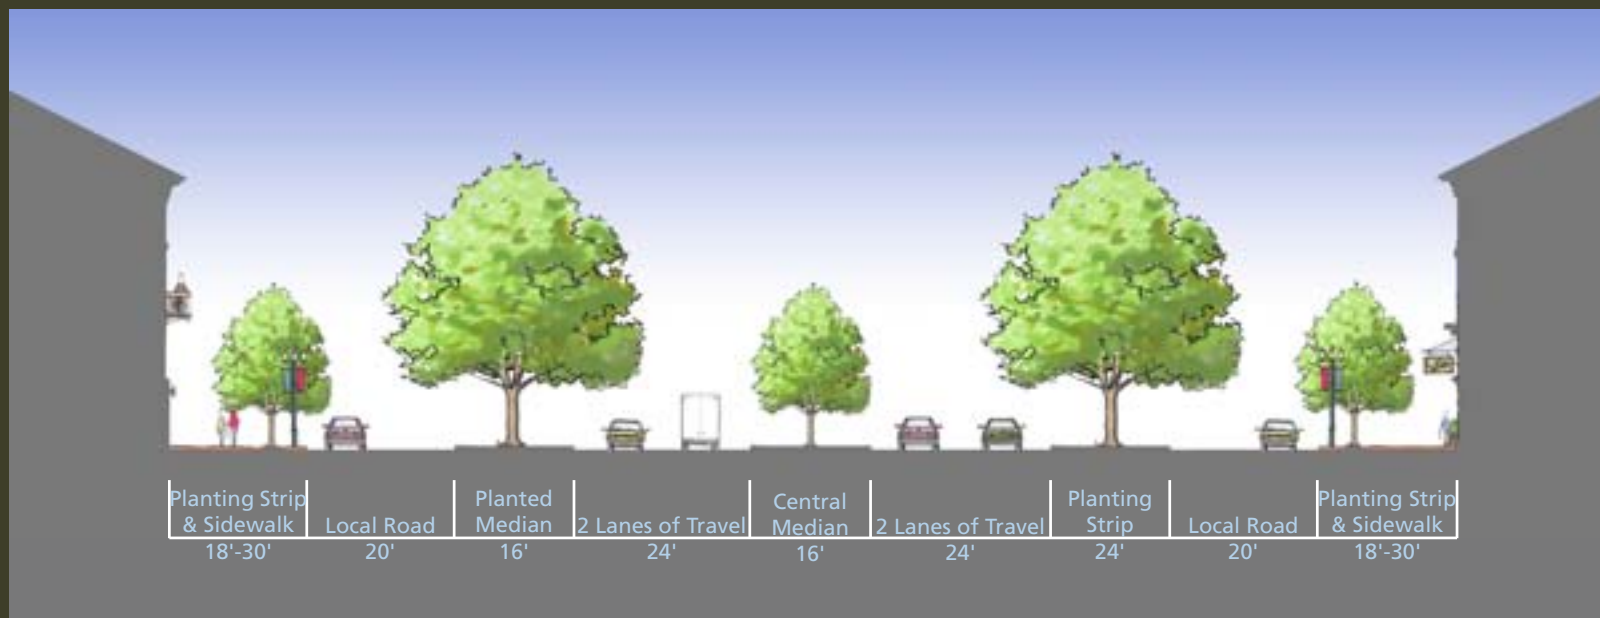 Planting Strip
& Sidewalk
18'-30'
Local Road
20'
Planted
Median
16'
2 Lanes of Travel
24'
Central
Median
16'
2 Lanes of Travel
24'
Planting
Strip
24'
Local Road
20'
Planting Strip
& Sidewalk
18'-30'